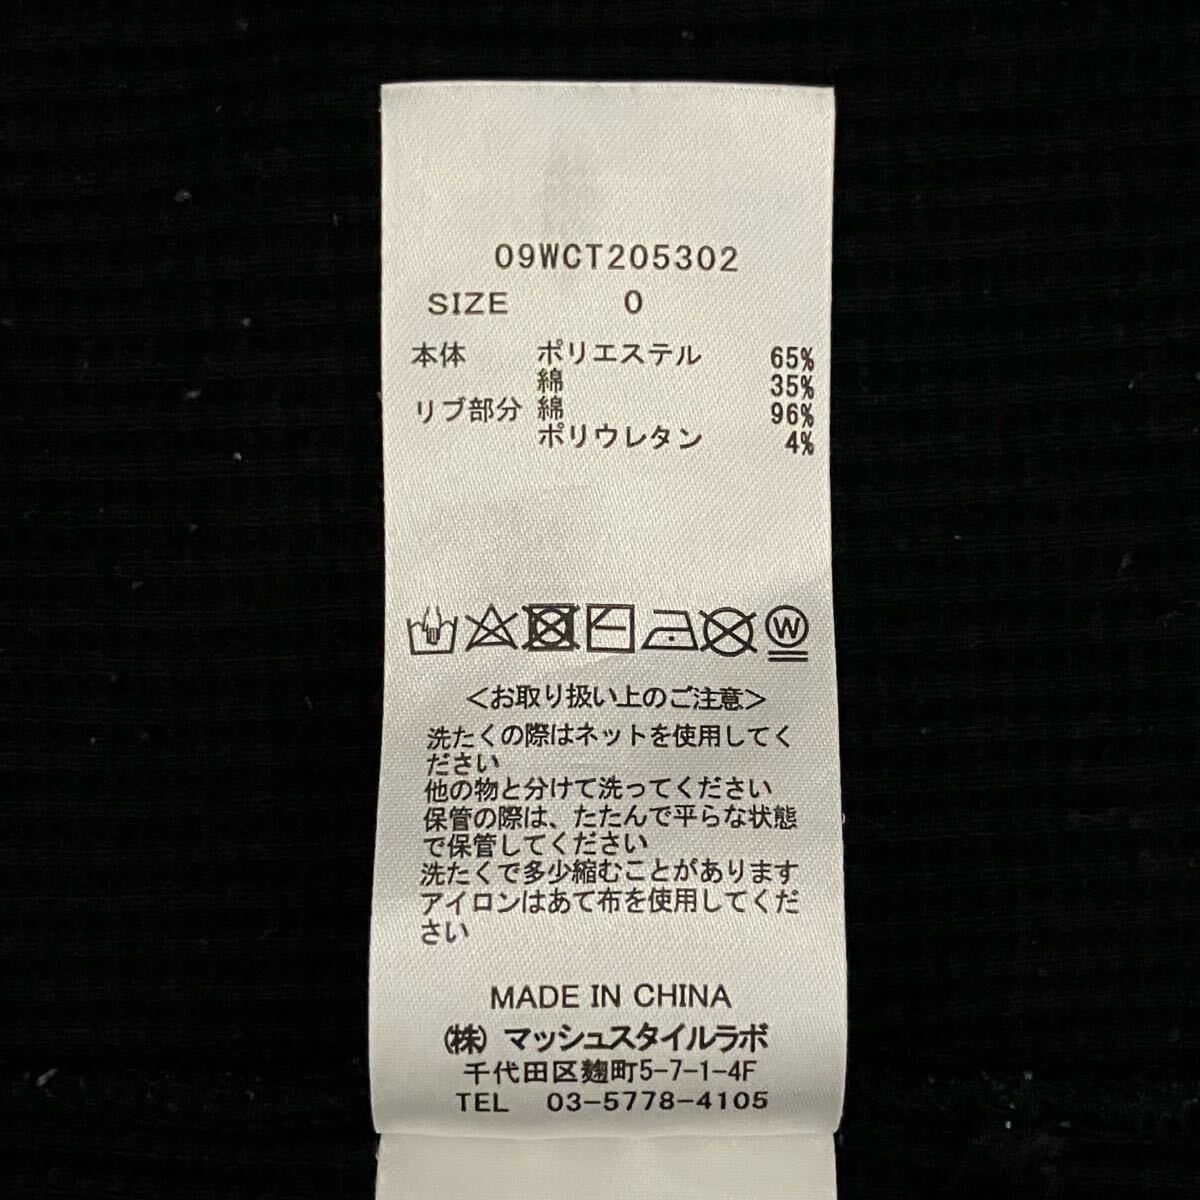 09WCT205302
SIZE 0
本体 ポリエステル 65%
綿 35%
リブ部分 綿 96%
ポリウレタン 4%
W
<お取り扱い上のご注意>
洗たくの際はネットを使用してく
ださい
他の物と分けて洗ってください
保管の際は、たたんで平らな状態
で保管してください
洗たくで多少縮むことがあります
アイロンはあて布を使用してくだ
さい
MADE IN CHINA
(株) マッシュスタイルラボ
千代田区麹町5-7-1-4F
TEL 03-5778-4105